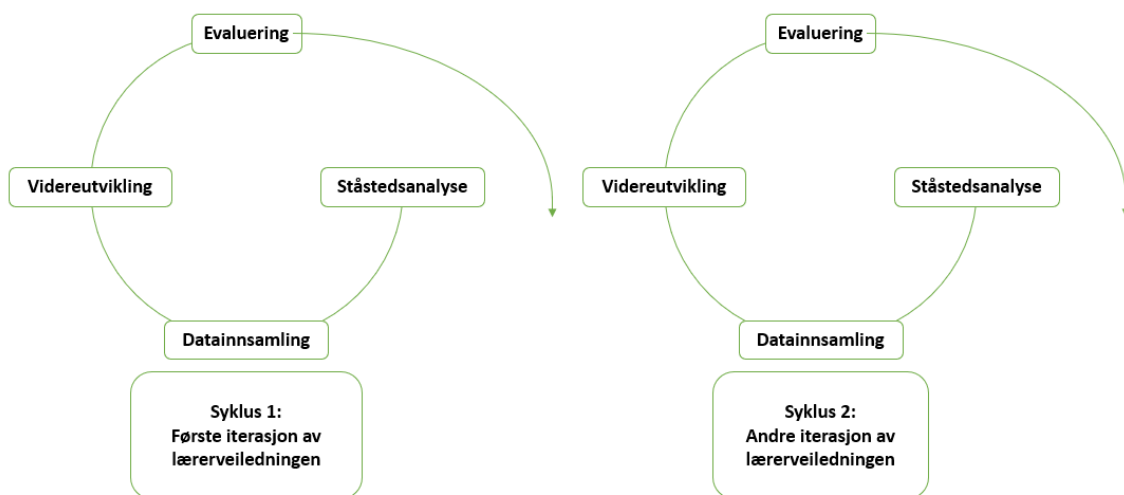 Evaluering
Videreutvikling
Ståstedsanalyse
Datainnsamling
Syklus 1:
Første iterasjon av
lærerveiledningen
Evaluering
Videreutvikling
Ståstedsanalyse
Datainnsamling
Syklus 2:
Andre iterasjon av
lærerveiledningen